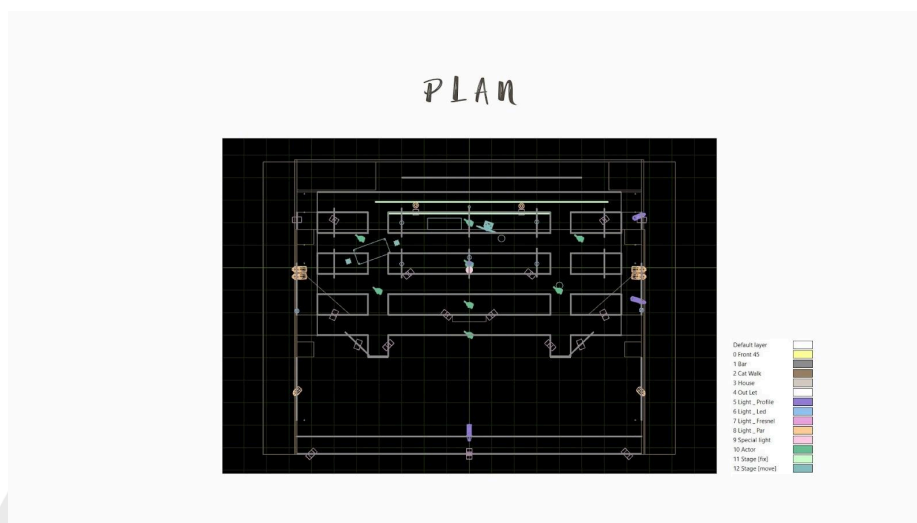 PLAN
Default layer
0 Front 45
1 Bar
2 Cat Walk
3 House
4 Out Let
5 Light _ Profile
6 Light _ Led
7 Light _ Fresnel
8 Light _ Par
9 Special light
10 Actor
11 Stage [fix]
12 Stage [move]